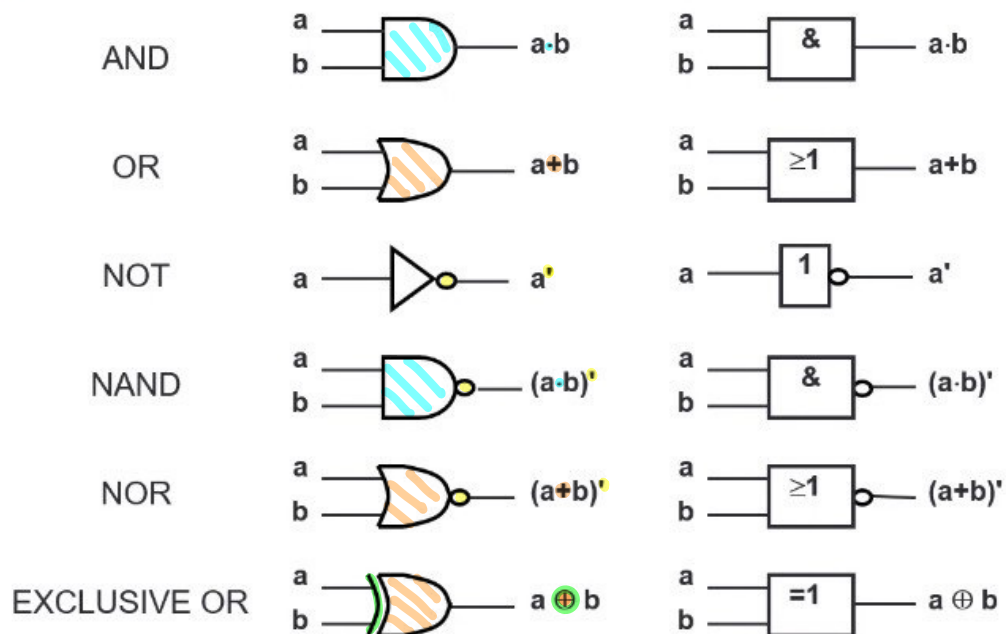 a a
AND & a·b a·b
b b
a a
OR ≥1 a+b a+b
b b
NOT a a' a 1 a'
a a
NAND & (a·b)' (a·b)'
b b
a a
NOR ≥1 (a+b)' (a+b)'
b b
a a
EXCLUSIVE OR a ⊕ b =1 a ⊕ b
b b